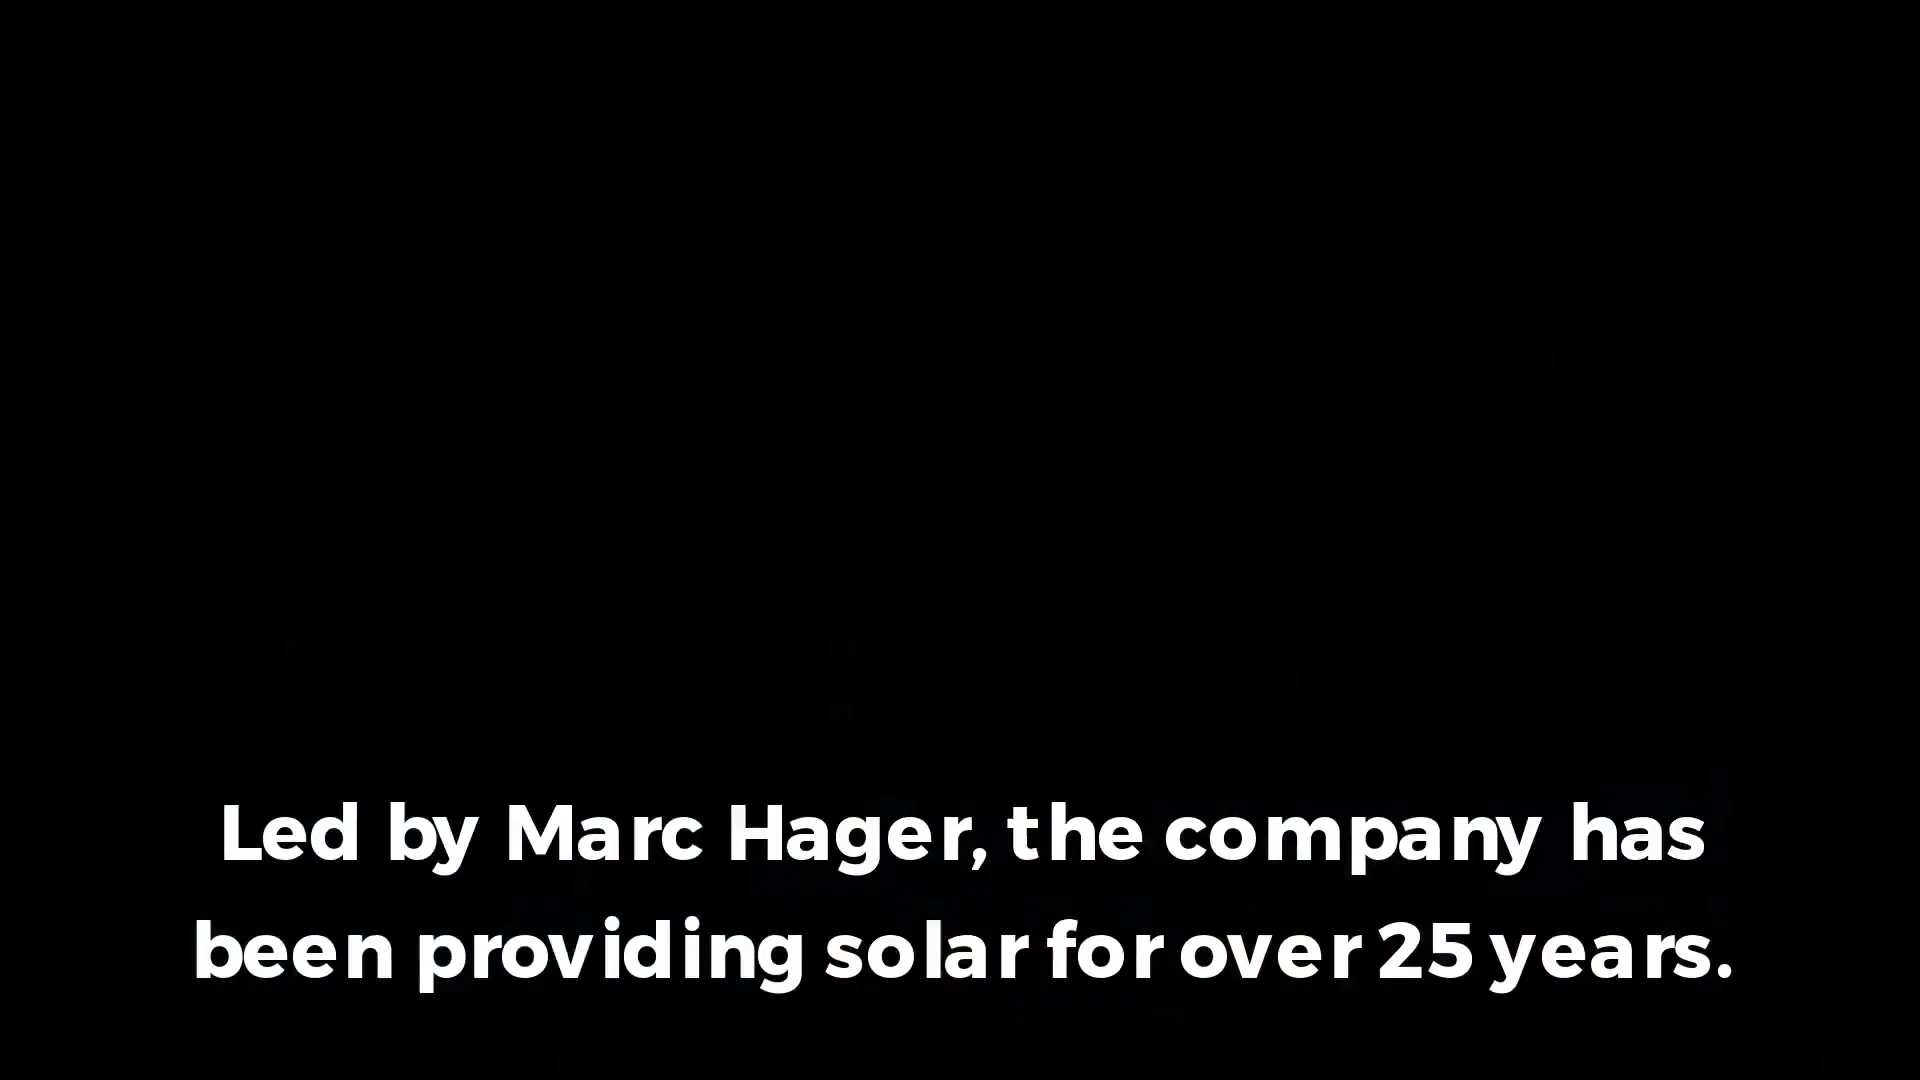 Led by Marc Hager, the company has
been providing solar for over 25 years.